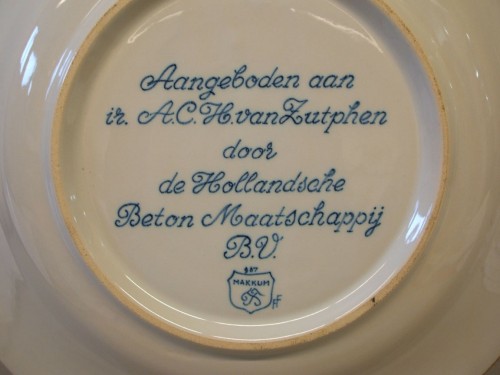 Aangeboden aan
ir. A.C.H. van Zutphen
door
de Hollandsche
Beton Maatschappij
B.V.
MAKKUM